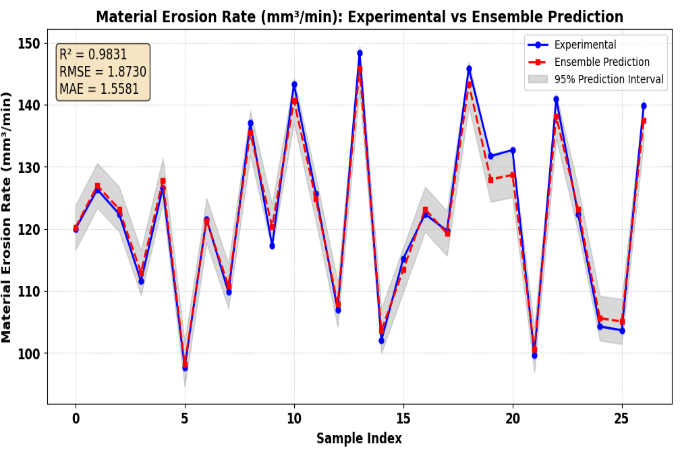 Material Erosion Rate (mm³/min): Experimental vs Ensemble Prediction
R² = 0.9831
RMSE = 1.8730
MAE = 1.5581
Experimental
Ensemble Prediction
95% Prediction Interval
Material Erosion Rate (mm³/min)
150
140
130
120
110
100
0 5 10 15 20 25
Sample Index